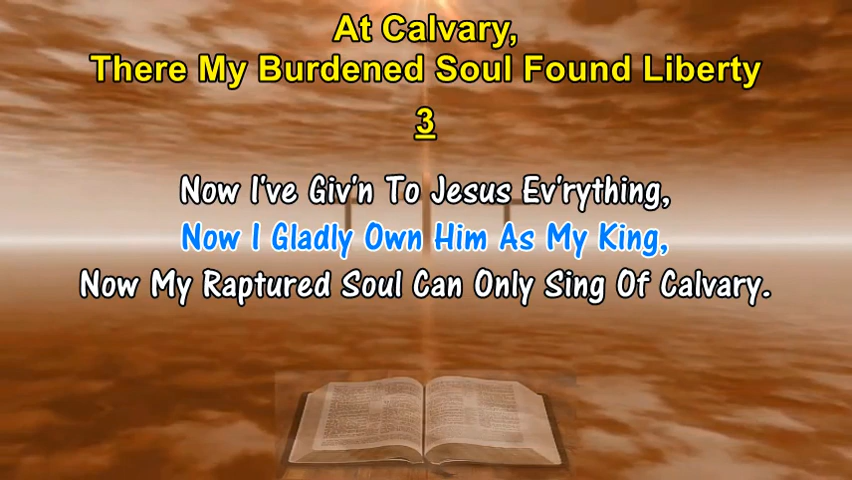 At Calvary,
There My Burdened Soul Found Liberty
3
Now I've Giv'n To Jesus Ev'rything,
Now I Gladly Own Him As My King,
Now My Raptured Soul Can Only Sing Of Calvary.